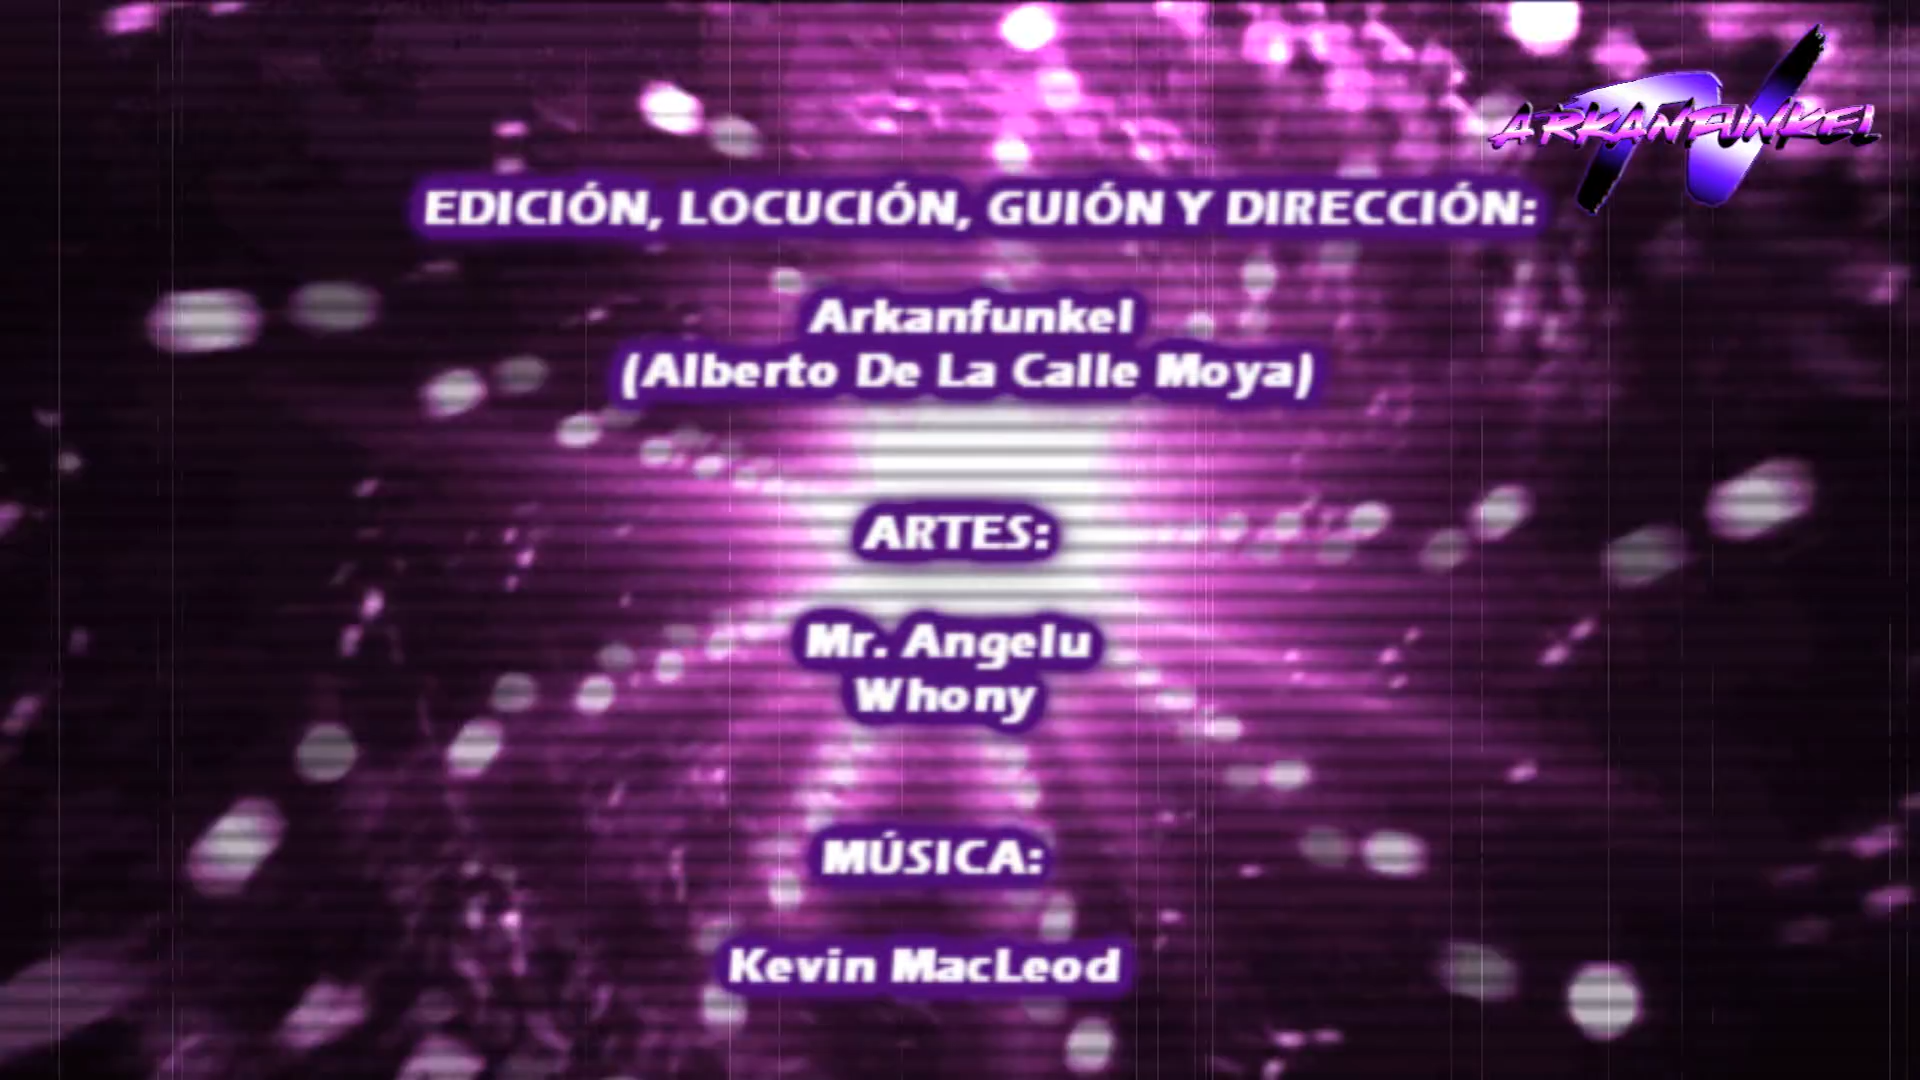 ARKANFUNKEL
EDICIÓN, LOCUCIÓN, GUIÓN Y DIRECCIÓN:
Arkanfunkel
(Alberto De La Calle Moya)
ARTES:
Mr. Angelu
Whony
MÚSICA:
Kevin MacLeod